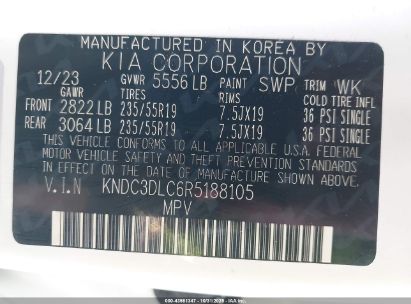 MANUFACTURED IN KOREA BY
KIA CORPORATION
12/23 GVWR 5556 LB PAINT SWP TRIM WK
GAWR TIRES RIMS COLD TIRE INFL
FRONT 2822 LB 235/55R19 7.5JX19 36 PSI SINGLE
REAR 3064 LB 235/55R19 7.5JX19 36 PSI SINGLE
THIS VEHICLE CONFORMS TO ALL APPLICABLE U.S.A. FEDERAL
MOTOR VEHICLE SAFETY AND THEFT PREVENTION STANDARDS IN
EFFECT ON THE DATE OF MANUFACTURE SHOWN ABOVE.
V.I.N KNDC3DLC6R5188105
MPV